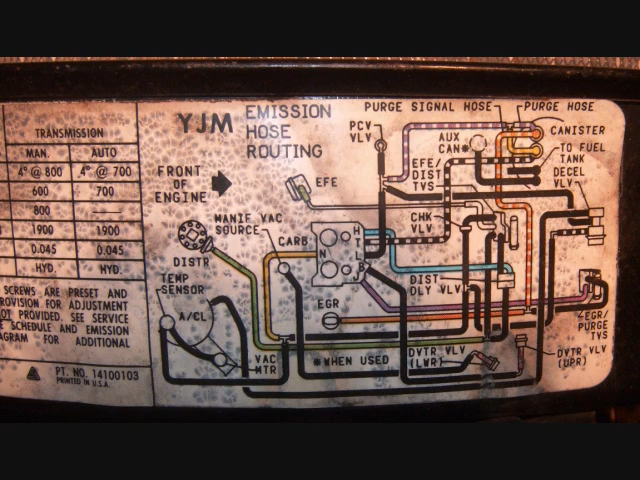 TRANSMISSION
MAN. AUTO
4° @ 800 4° @ 700
600 700
800
1900 1900
0.045 0.045
HYD. HYD.
SCREWS ARE PRESET AND
PROVISION FOR ADJUSTMENT
NOT PROVIDED. SEE SERVICE
SCHEDULE AND EMISSION
DIAGRAM FOR ADDITIONAL
PT. NO. 14100103
PRINTED IN U.S.A.
YJM
EMISSION
HOSE
ROUTING
FRONT
OF
ENGINE
PURGE SIGNAL HOSE
PURGE HOSE
PCV
VLV
AUX
CAN*
CANISTER
TO FUEL
TANK
DECEL
VLV
EFE/
DIST
TVS
EFE
MANIF VAC
SOURCE
CHK
VLV
CARB
H
T
L
B
N
DISTR
DIST
DLY VLV
TEMP
SENSOR
A/CL
EGR
EGR/
PURGE
TVS
VAC
MTR
*WHEN USED
DVTR VLV
(LWR)
DVTR VLV
(UPR)